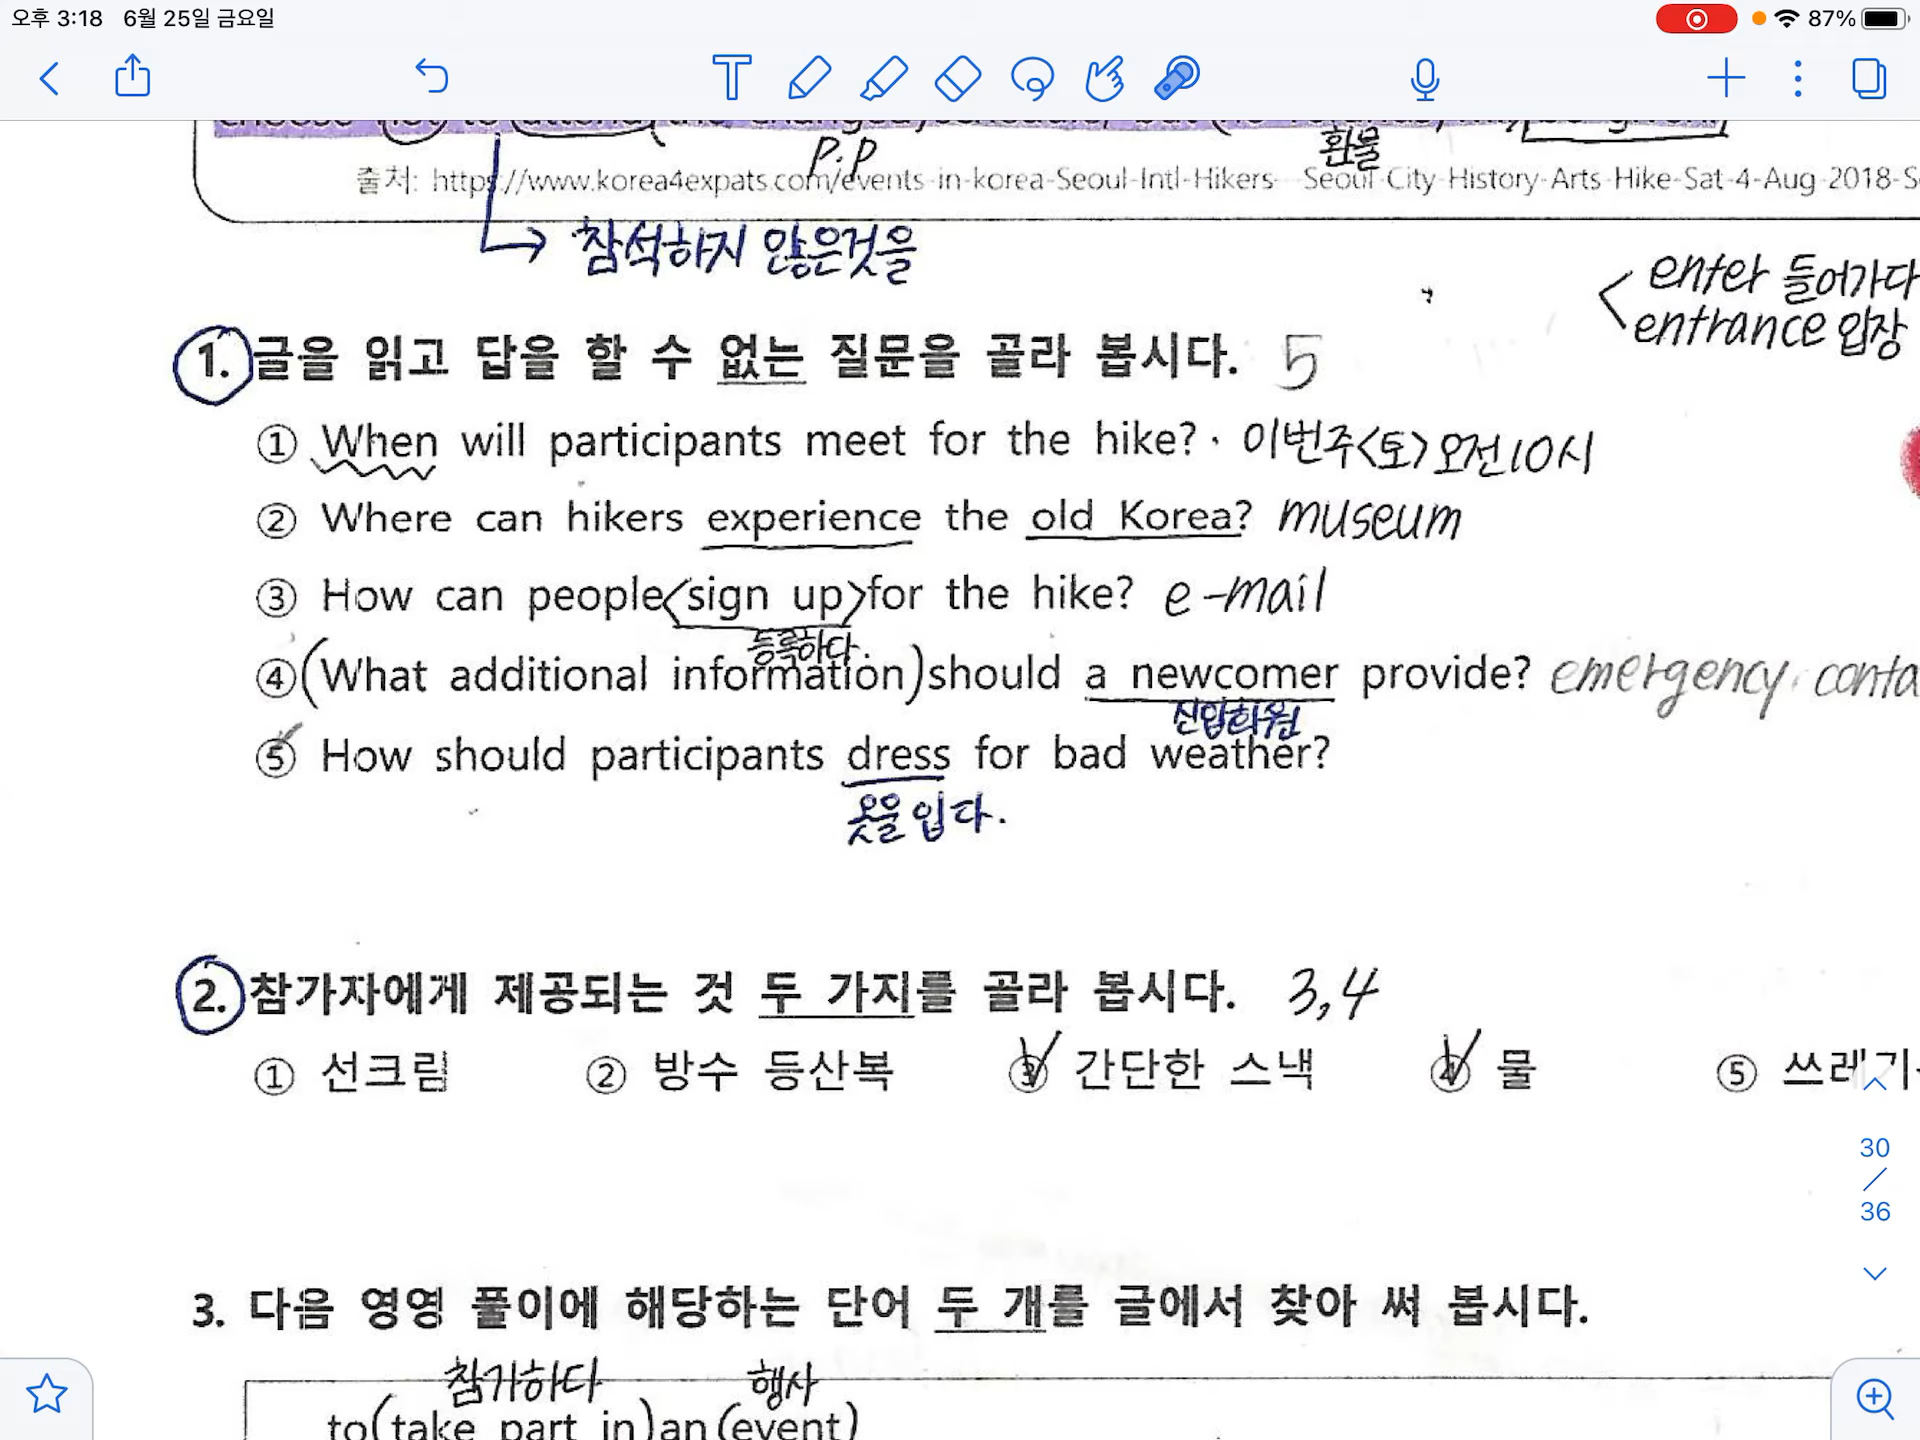 오후 3:18 6월 25일 금요일 87%
p.p 환불
출처: https://www.korea4expats.com/events-in-korea-Seoul-Intl-Hikers- Seoul-City-History-Arts-Hike-Sat-4-Aug-2018-S
참석하지 않은것을
enter 들어가다
entrance 입장
1. 글을 읽고 답을 할 수 없는 질문을 골라 봅시다. 5
① When will participants meet for the hike? 이번주<토> 오전10시
② Where can hikers experience the old Korea? museum
③ How can people <sign up> for the hike? e-mail
등록하다.
④ (What additional information) should a newcomer provide? emergency conta
신입회원
⑤ How should participants dress for bad weather?
옷을 입다.
2. 참가자에게 제공되는 것 두 가지를 골라 봅시다. 3,4
① 선크림 ② 방수 등산복 ③ 간단한 스낵 ④ 물 ⑤ 쓰레기
30
/
36
3. 다음 영영 풀이에 해당하는 단어 두 개를 글에서 찾아 써 봅시다.
참가하다 행사
to (take part in) an (event)